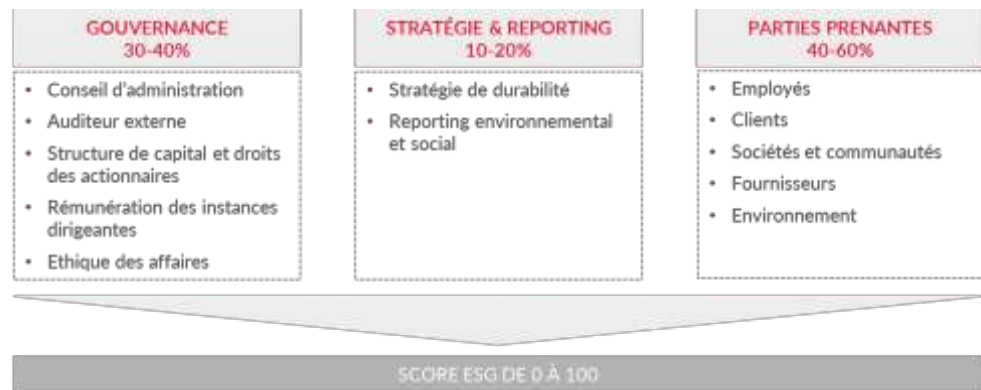 GOUVERNANCE
30-40%
• Conseil d'administration
• Auditeur externe
• Structure de capital et droits
des actionnaires
• Rémunération des instances
dirigeantes
• Ethique des affaires
STRATÉGIE & REPORTING
10-20%
• Stratégie de durabilité
• Reporting environnemental
et social
PARTIES PRENANTES
40-60%
• Employés
• Clients
• Sociétés et communautés
• Fournisseurs
• Environnement
SCORE ESG DE 0 À 100